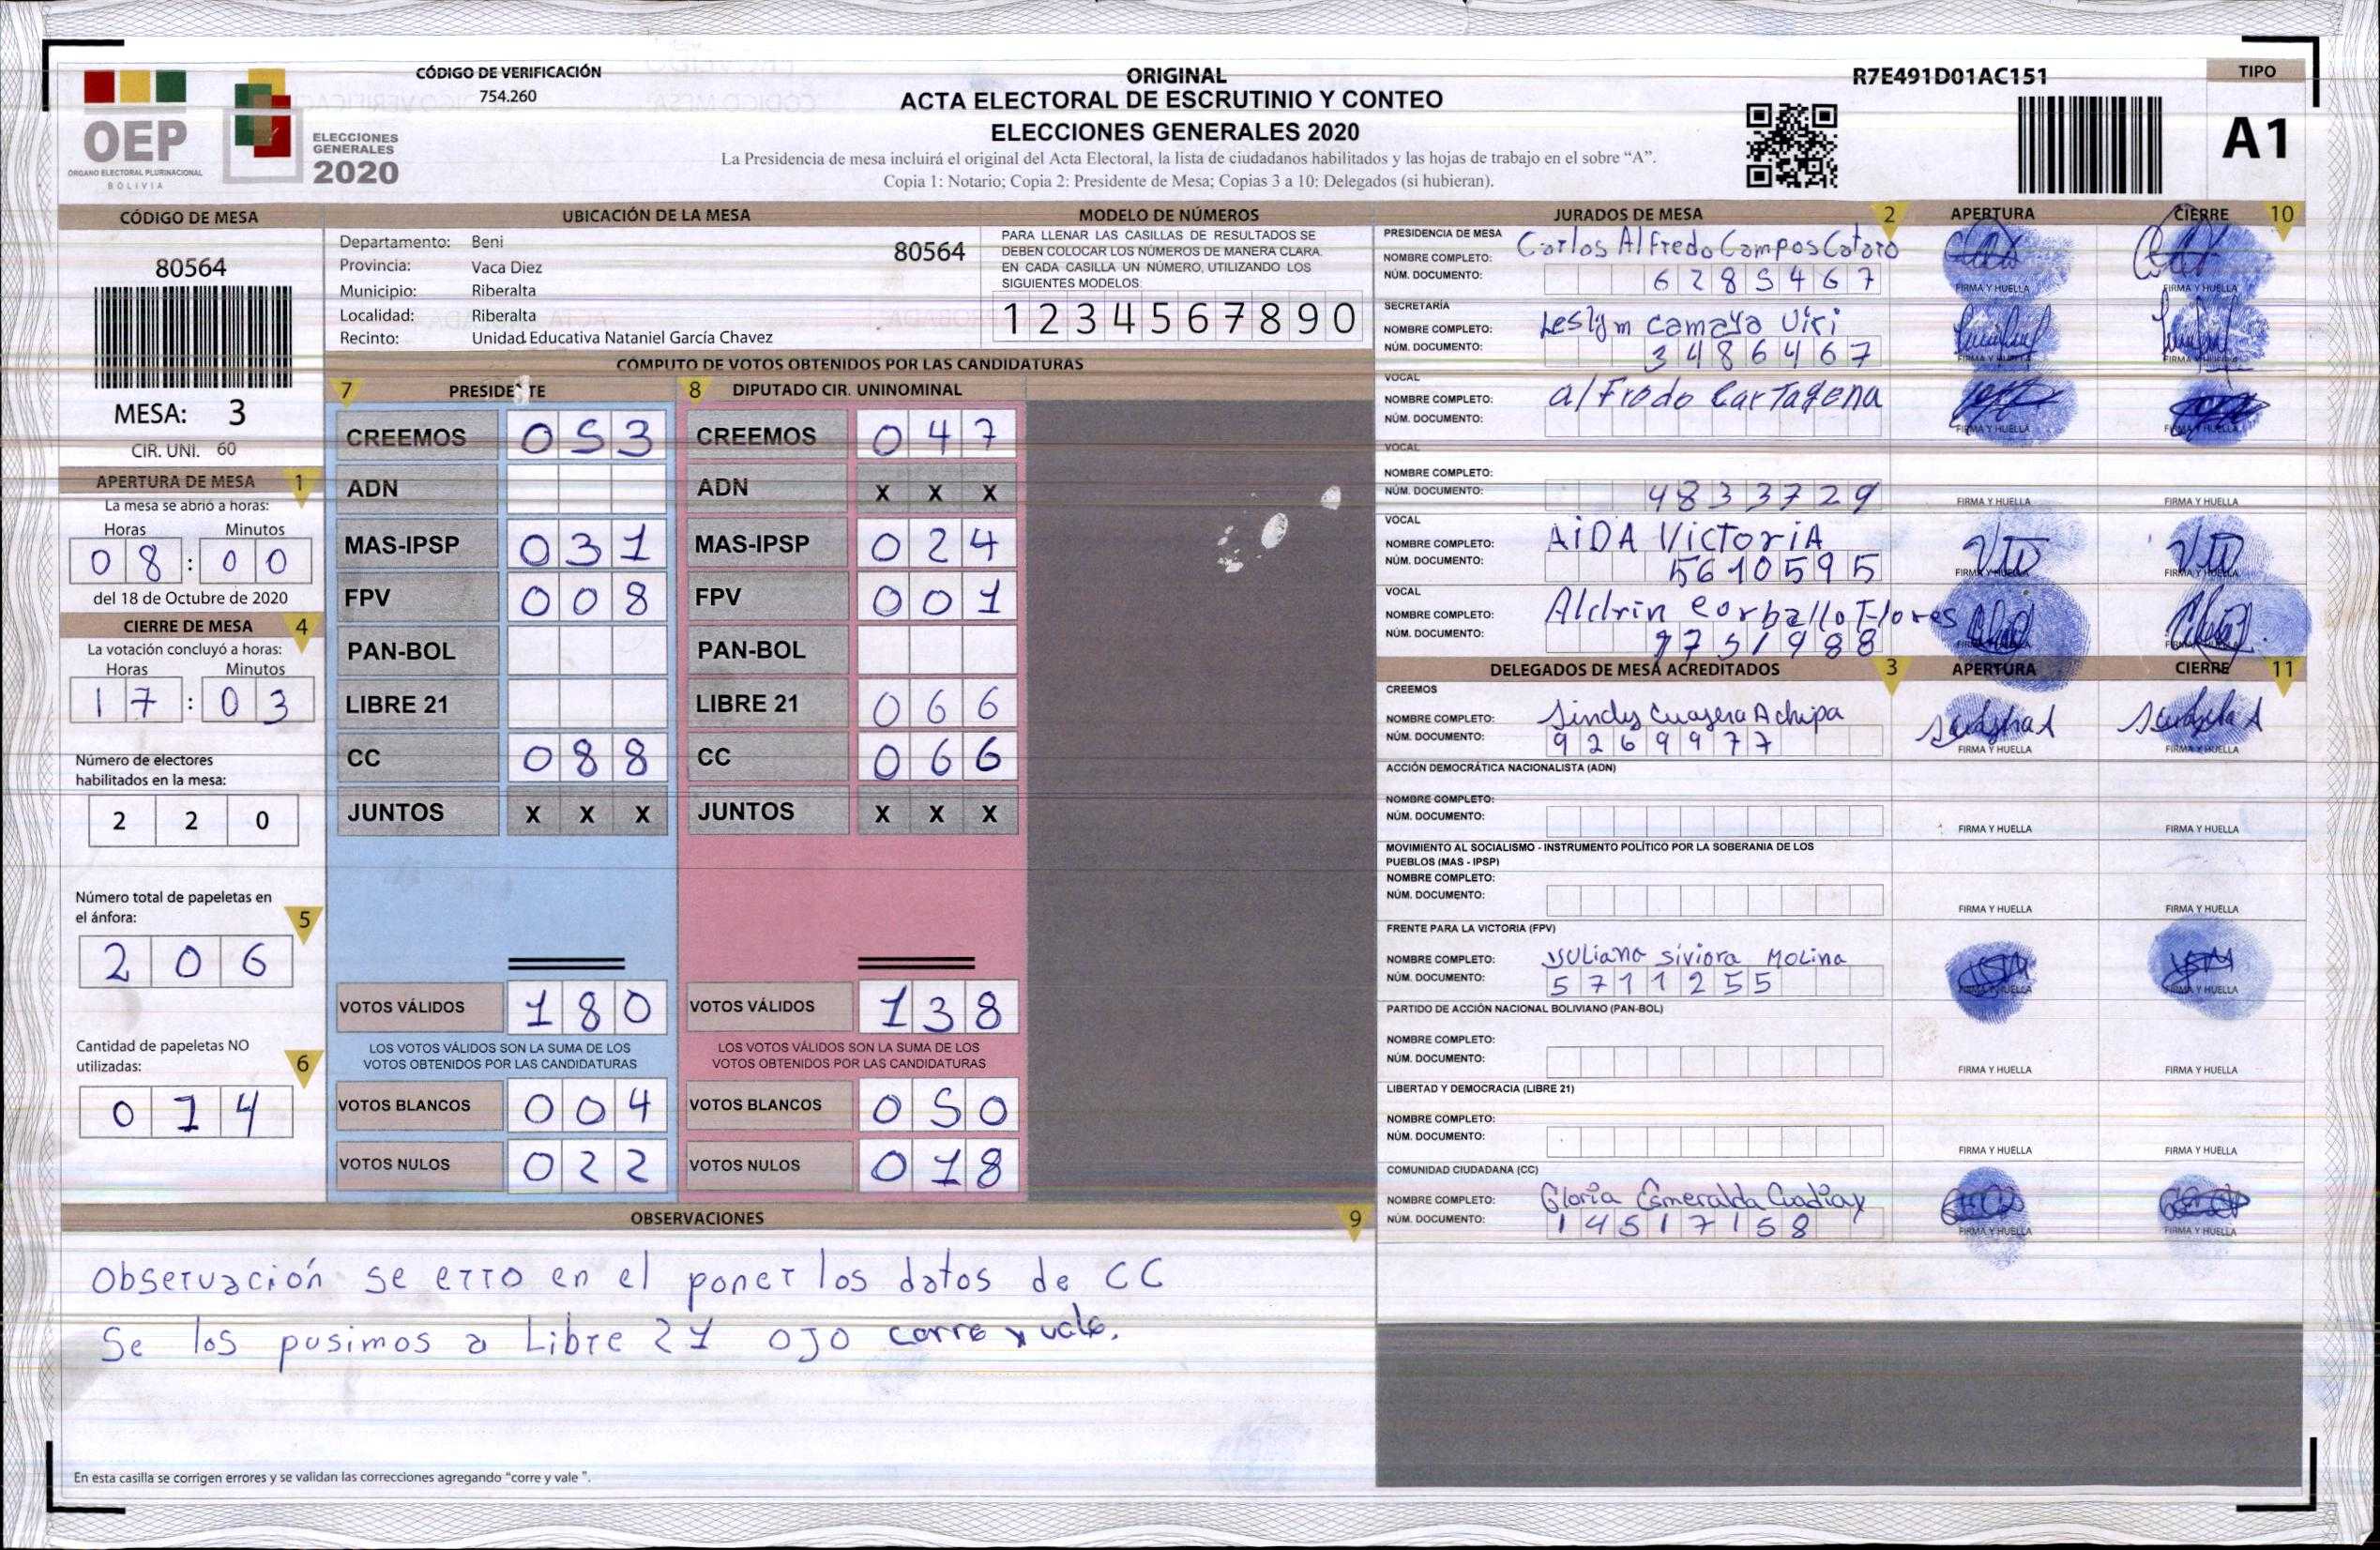 CÓDIGO DE VERIFICACIÓN
754.260
OEP
ÓRGANO ELECTORAL PLURINACIONAL
BOLIVIA
ELECCIONES
GENERALES
2020
ORIGINAL
ACTA ELECTORAL DE ESCRUTINIO Y CONTEO
ELECCIONES GENERALES 2020
La Presidencia de mesa incluirá el original del Acta Electoral, la lista de ciudadanos habilitados y las hojas de trabajo en el sobre “A”.
Copia 1: Notario; Copia 2: Presidente de Mesa; Copias 3 a 10: Delegados (si hubieran).
R7E491D01AC151
TIPO
A1
CÓDIGO DE MESA
80564
MESA: 3
CIR. UNI. 60
APERTURA DE MESA 1
La mesa se abrió a horas:
Horas Minutos
0 8 : 0 0
del 18 de Octubre de 2020
CIERRE DE MESA 4
La votación concluyó a horas:
Horas Minutos
1 7 : 0 3
Número de electores
habilitados en la mesa:
2 2 0
Número total de papeletas en
el ánfora: 5
2 0 6
Cantidad de papeletas NO
utilizadas: 6
0 1 4
UBICACIÓN DE LA MESA
Departamento: Beni 80564
Provincia: Vaca Diez
Municipio: Riberalta
Localidad: Riberalta
Recinto: Unidad Educativa Nataniel García Chavez
MODELO DE NÚMEROS
PARA LLENAR LAS CASILLAS DE RESULTADOS SE
DEBEN COLOCAR LOS NÚMEROS DE MANERA CLARA.
EN CADA CASILLA UN NÚMERO, UTILIZANDO LOS
SIGUIENTES MODELOS:
1 2 3 4 5 6 7 8 9 0
CÓMPUTO DE VOTOS OBTENIDOS POR LAS CANDIDATURAS
7 PRESIDENTE
CREEMOS 0 5 3
ADN
MAS-IPSP 0 3 1
FPV 0 0 8
PAN-BOL
LIBRE 21
CC 0 8 8
JUNTOS X X X
VOTOS VÁLIDOS 1 8 0
LOS VOTOS VÁLIDOS SON LA SUMA DE LOS
VOTOS OBTENIDOS POR LAS CANDIDATURAS
VOTOS BLANCOS 0 0 4
VOTOS NULOS 0 2 2
8 DIPUTADO CIR. UNINOMINAL
CREEMOS 0 4 7
ADN X X X
MAS-IPSP 0 2 4
FPV 0 0 1
PAN-BOL
LIBRE 21 0 6 6
CC 0 6 6
JUNTOS X X X
VOTOS VÁLIDOS 1 3 8
LOS VOTOS VÁLIDOS SON LA SUMA DE LOS
VOTOS OBTENIDOS POR LAS CANDIDATURAS
VOTOS BLANCOS 0 5 0
VOTOS NULOS 0 1 8
OBSERVACIONES 9
Observación se erro en el poner los datos de CC
Se los pusimos a Libre 21 OJO corre y vale.
En esta casilla se corrigen errores y se validan las correcciones agregando “corre y vale ”.
JURADOS DE MESA 2 APERTURA CIERRE 10
PRESIDENCIA DE MESA
NOMBRE COMPLETO: Carlos Alfredo Campos Cataro
NÚM. DOCUMENTO: 6 2 8 5 4 6 7
FIRMA Y HUELLA FIRMA Y HUELLA
SECRETARÍA
NOMBRE COMPLETO: Leslym Camaya Viri
NÚM. DOCUMENTO: 3 4 8 6 4 6 7
FIRMA Y HUELLA FIRMA Y HUELLA
VOCAL
NOMBRE COMPLETO: alfredo Cartagena
NÚM. DOCUMENTO:
FIRMA Y HUELLA FIRMA Y HUELLA
VOCAL
NOMBRE COMPLETO:
NÚM. DOCUMENTO: 4 8 3 3 7 2 9
FIRMA Y HUELLA FIRMA Y HUELLA
VOCAL
NOMBRE COMPLETO: AiDA VictoriA
NÚM. DOCUMENTO: 5 6 1 0 5 9 5
FIRMA Y HUELLA FIRMA Y HUELLA
VOCAL
NOMBRE COMPLETO: Aldrin Corballo Flores
NÚM. DOCUMENTO: 9 7 5 1 9 8 8
FIRMA Y HUELLA
DELEGADOS DE MESA ACREDITADOS 3 APERTURA CIERRE 11
CREEMOS
NOMBRE COMPLETO: Sindy Cuajera Achipa
NÚM. DOCUMENTO: 9 2 6 9 9 7 7
FIRMA Y HUELLA FIRMA Y HUELLA
ACCIÓN DEMOCRÁTICA NACIONALISTA (ADN)
NOMBRE COMPLETO:
NÚM. DOCUMENTO:
FIRMA Y HUELLA FIRMA Y HUELLA
MOVIMIENTO AL SOCIALISMO - INSTRUMENTO POLÍTICO POR LA SOBERANIA DE LOS
PUEBLOS (MAS - IPSP)
NOMBRE COMPLETO:
NÚM. DOCUMENTO:
FIRMA Y HUELLA FIRMA Y HUELLA
FRENTE PARA LA VICTORIA (FPV)
NOMBRE COMPLETO: Yuliana Siviora Molina
NÚM. DOCUMENTO: 5 7 1 1 2 5 5
FIRMA Y HUELLA FIRMA Y HUELLA
PARTIDO DE ACCIÓN NACIONAL BOLIVIANO (PAN-BOL)
NOMBRE COMPLETO:
NÚM. DOCUMENTO:
FIRMA Y HUELLA FIRMA Y HUELLA
LIBERTAD Y DEMOCRACIA (LIBRE 21)
NOMBRE COMPLETO:
NÚM. DOCUMENTO:
FIRMA Y HUELLA FIRMA Y HUELLA
COMUNIDAD CIUDADANA (CC)
NOMBRE COMPLETO: Gloria Esmeralda
NÚM. DOCUMENTO: 1 4 5 1 7 1 5 8
FIRMA Y HUELLA FIRMA Y HUELLA